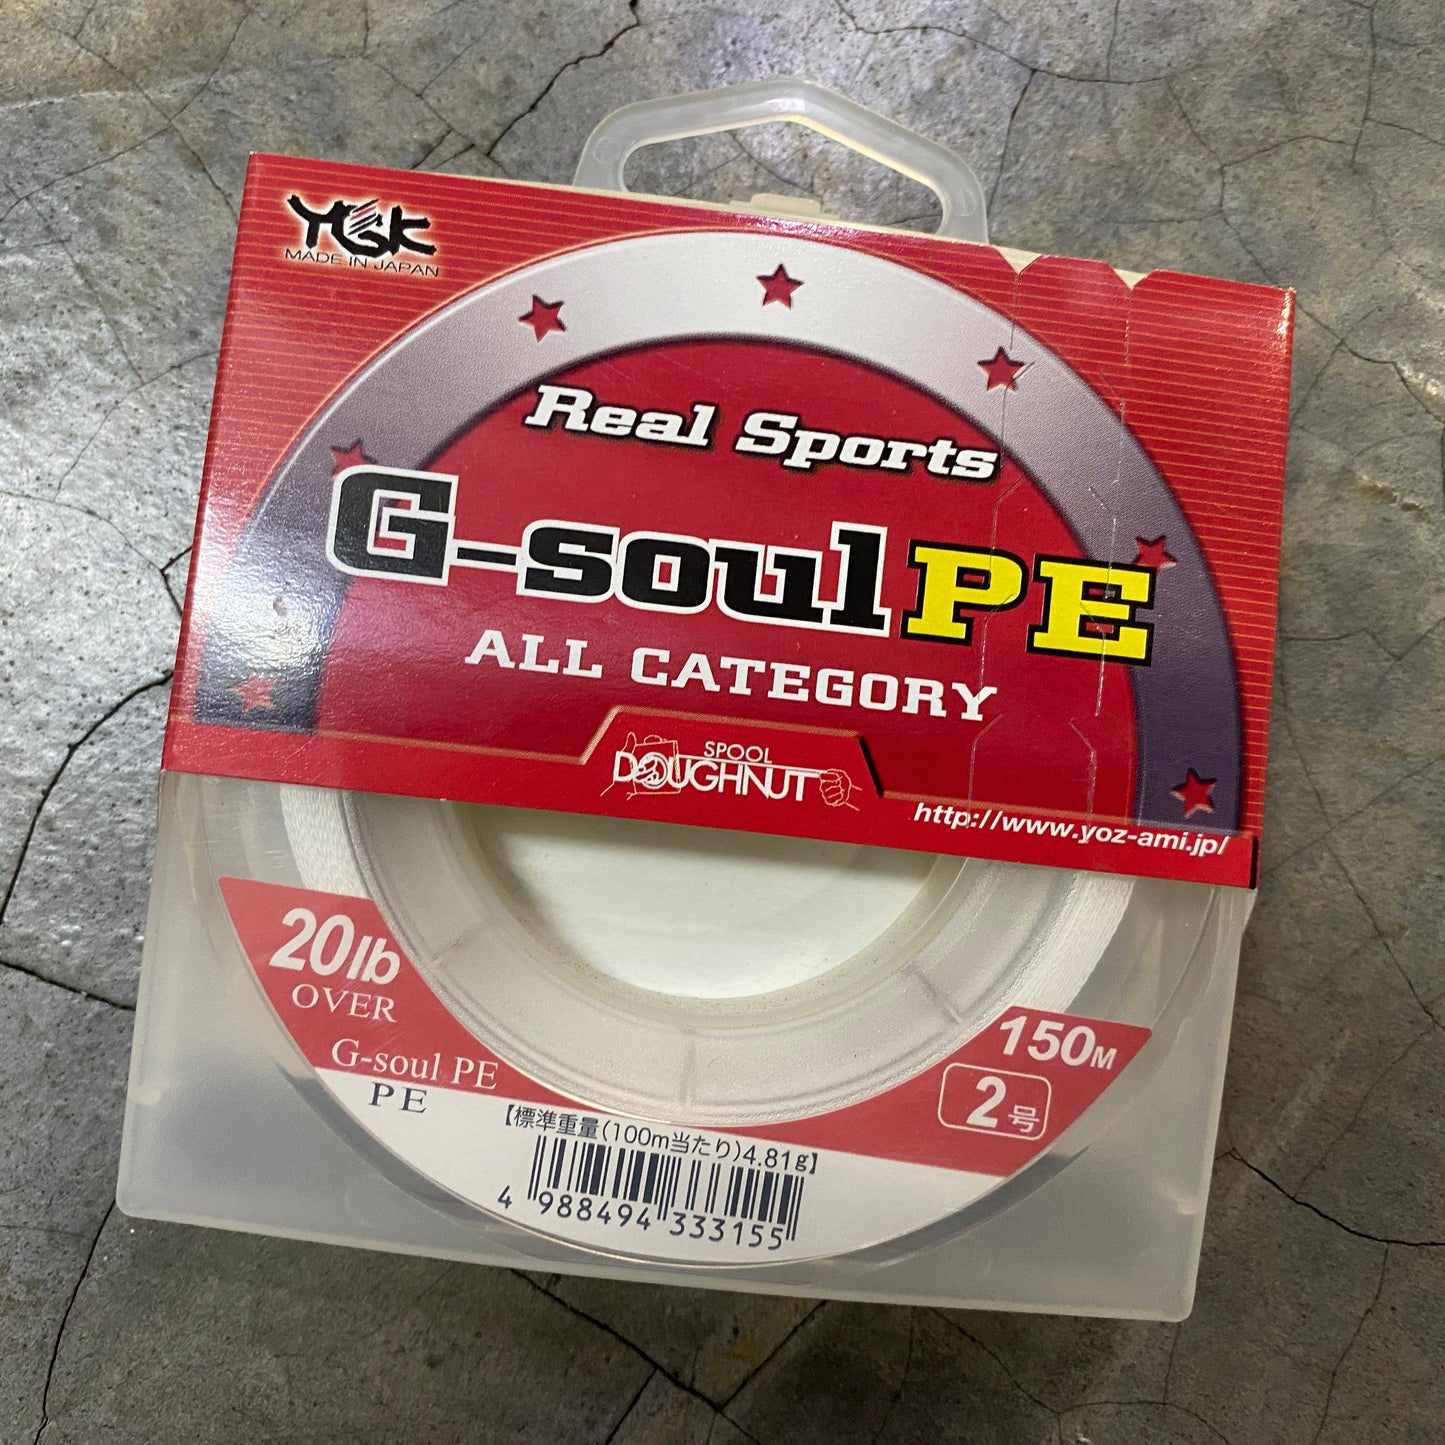 YGK
MADE IN JAPAN
Real Sports
G-soul PE
ALL CATEGORY
SPOOL
DOUGHNUT
http://www.yoz-ami.jp/
20lb
OVER
G-soul PE
PE
150M
2号
【標準重量(100m当たり)4.81g】
4 988494 333155